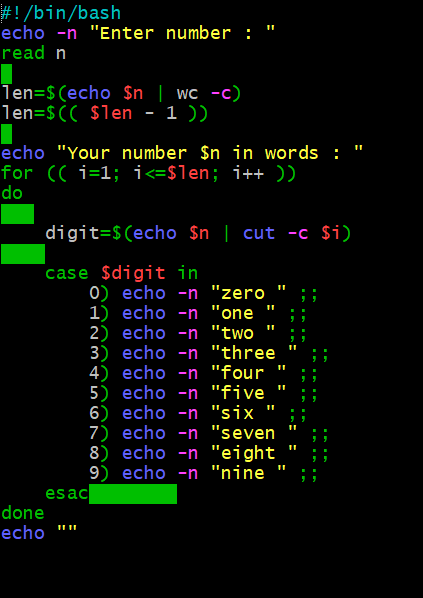 #!/bin/bash
echo -n "Enter number : "
read n
len=$(echo $n | wc -c)
len=$(( $len - 1 ))
echo "Your number $n in words : "
for (( i=1; i<=$len; i++ ))
do
digit=$(echo $n | cut -c $i)
case $digit in
0) echo -n "zero " ;;
1) echo -n "one " ;;
2) echo -n "two " ;;
3) echo -n "three " ;;
4) echo -n "four " ;;
5) echo -n "five " ;;
6) echo -n "six " ;;
7) echo -n "seven " ;;
8) echo -n "eight " ;;
9) echo -n "nine " ;;
esac
done
echo ""